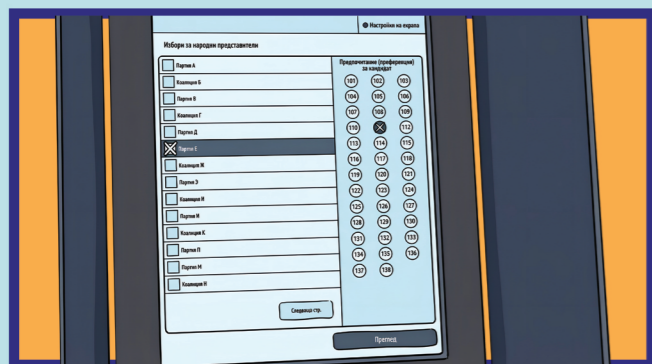 Настройки на екрана
Избори за народни представители
Партия А
Коалиция Б
Партия В
Коалиция Г
Партия Д
Партия Е
Коалиция Ж
Партия З
Коалиция И
Партия Й
Коалиция К
Партия П
Партия М
Коалиция Н
Следваща стр.
Предпочитание (преференция)
за кандидат
101 102 103
104 105 106
107 108 109
110 112
113 114 115
116 117 118
119 120 121
122 123 124
125 126 127
128 129 130
131 132 133
134 135 136
137 138
Преглед